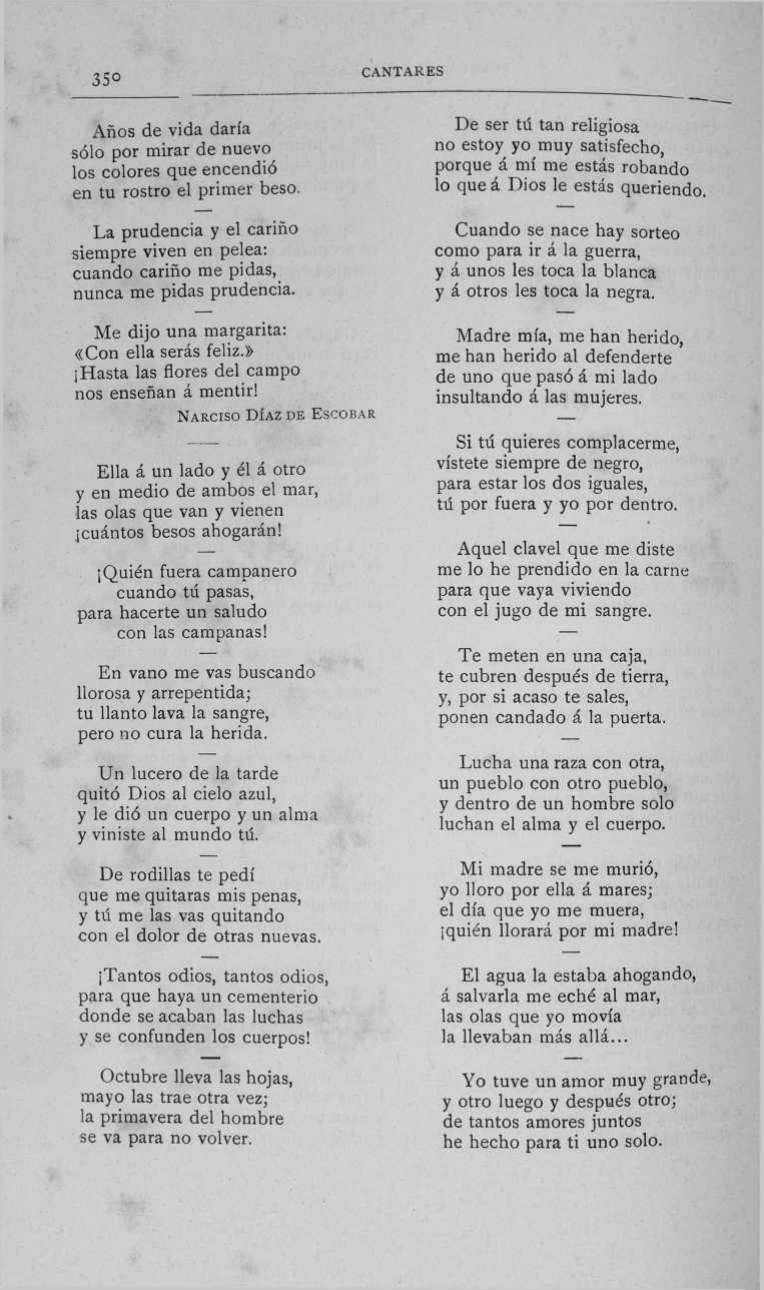 350
CANTARES
Años de vida daría
sólo por mirar de nuevo
los colores que encendió
en tu rostro el primer beso.
La prudencia y el cariño
siempre viven en pelea:
cuando cariño me pidas,
nunca me pidas prudencia.
Me dijo una margarita:
«Con ella serás feliz.»
¡Hasta las flores del campo
nos enseñan á mentir!
NARCISO DÍAZ DE ESCOBAR
Ella á un lado y él á otro
y en medio de ambos el mar,
las olas que van y vienen
¡cuántos besos ahogarán!
¡Quién fuera campanero
cuando tú pasas,
para hacerte un saludo
con las campanas!
En vano me vas buscando
llorosa y arrepentida;
tu llanto lava la sangre,
pero no cura la herida.
Un lucero de la tarde
quitó Dios al cielo azul,
y le dió un cuerpo y un alma
y viniste al mundo tú.
De rodillas te pedí
que me quitaras mis penas,
y tú me las vas quitando
con el dolor de otras nuevas.
¡Tantos odios, tantos odios,
para que haya un cementerio
donde se acaban las luchas
y se confunden los cuerpos!
Octubre lleva las hojas,
mayo las trae otra vez;
la primavera del hombre
se va para no volver.
De ser tú tan religiosa
no estoy yo muy satisfecho,
porque á mí me estás robando
lo que á Dios le estás queriendo.
Cuando se nace hay sorteo
como para ir á la guerra,
y á unos les toca la blanca
y á otros les toca la negra.
Madre mía, me han herido,
me han herido al defenderte
de uno que pasó á mi lado
insultando á las mujeres.
Si tú quieres complacerme,
vístete siempre de negro,
para estar los dos iguales,
tú por fuera y yo por dentro.
Aquel clavel que me diste
me lo he prendido en la carne
para que vaya viviendo
con el jugo de mi sangre.
Te meten en una caja,
te cubren después de tierra,
y, por si acaso te sales,
ponen candado á la puerta.
Lucha una raza con otra,
un pueblo con otro pueblo,
y dentro de un hombre solo
luchan el alma y el cuerpo.
Mi madre se me murió,
yo lloro por ella á mares;
el día que yo me muera,
¡quién llorará por mi madre!
El agua la estaba ahogando,
á salvarla me eché al mar,
las olas que yo movía
la llevaban más allá...
Yo tuve un amor muy grande,
y otro luego y después otro;
de tantos amores juntos
he hecho para ti uno solo.